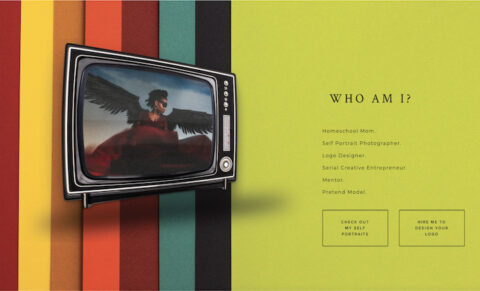 WHO AM I?
Homeschool Mom.
Self Portrait Photographer.
Logo Designer.
Serial Creative Entrepreneur
Mentor.
Pretend Model.
CHECK OUT
MY SELF
PORTRAITS
HIRE ME TO
DESIGN YOUR
LOGO